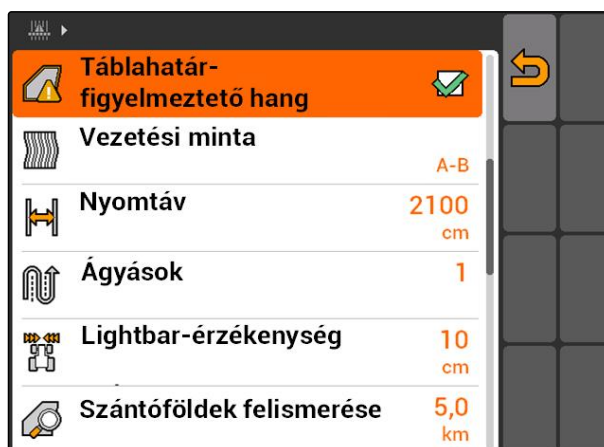 Táblahatár-
figyelmeztető hang
Vezetési minta
A-B
Nyomtáv
2100
cm
Ágyások
1
Lightbar-érzékenység
10
cm
Szántóföldek felismerése
5,0
km